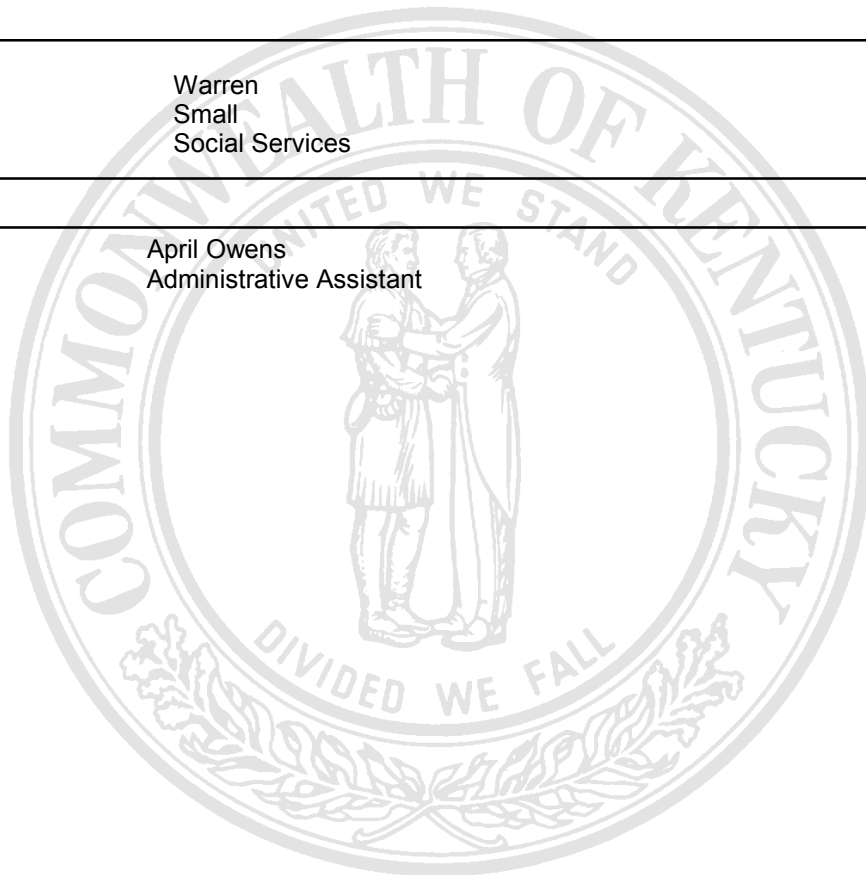 Warren
Small
Social Services
April Owens
Administrative Assistant
COMMONWEALTH OF KENTUCKY
UNITED WE STAND
DIVIDED WE FALL